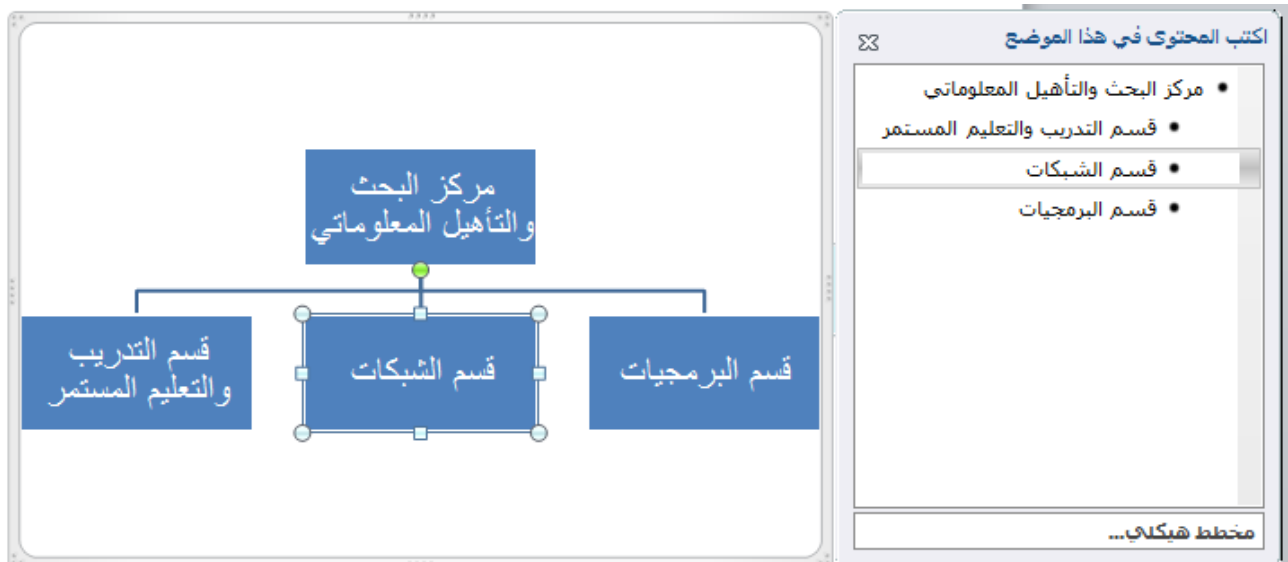 اكتب المحتوى في هذا الموضع
مركز البحث والتأهيل المعلوماتي
قسم التدريب والتعليم المستمر
قسم الشبكات
قسم البرمجيات
مخطط هيكلي...
مركز البحث
والتأهيل المعلوماتي
قسم البرمجيات
قسم الشبكات
قسم التدريب
والتعليم المستمر